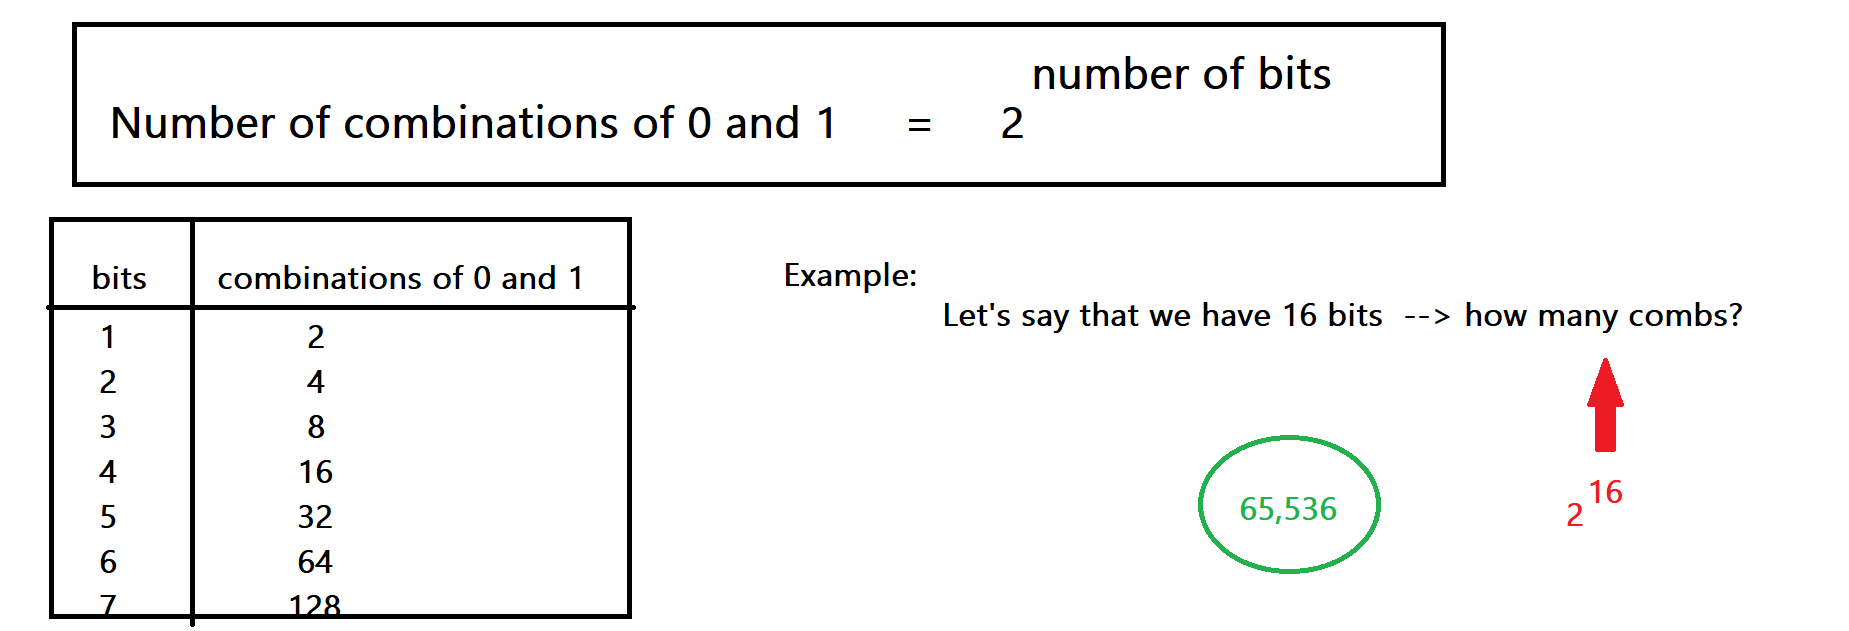 number of bits
Number of combinations of 0 and 1 = 2
bits combinations of 0 and 1
1 2
2 4
3 8
4 16
5 32
6 64
7 128
Example:
Let's say that we have 16 bits --> how many combs?
65,536
2 16